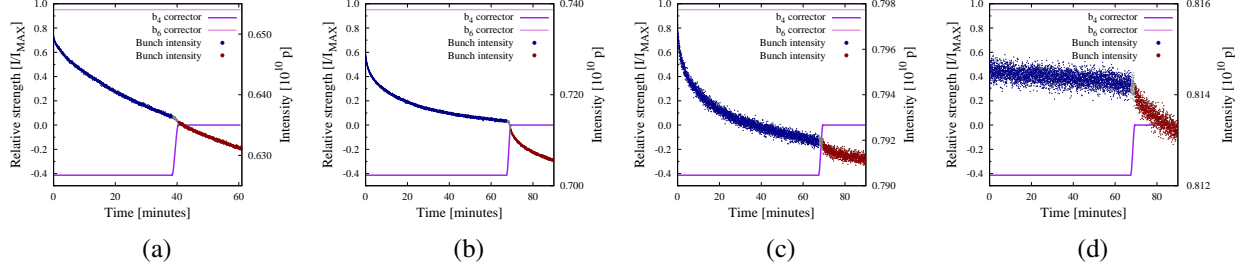 b4 corrector
b6 corrector
Bunch intensity
Bunch intensity
Relative strength [I/IMAX]
1.0
0.8
0.6
0.4
0.2
0.0
-0.2
-0.4
0.650
0.640
0.630
Intensity [10^10 p]
0 20 40 60
Time [minutes]
(a)
b4 corrector
b6 corrector
Bunch intensity
Bunch intensity
Relative strength [I/IMAX]
1.0
0.8
0.6
0.4
0.2
0.0
-0.2
-0.4
0.740
0.720
0.700
Intensity [10^10 p]
0 20 40 60 80
Time [minutes]
(b)
b4 corrector
b6 corrector
Bunch intensity
Bunch intensity
Relative strength [I/IMAX]
1.0
0.8
0.6
0.4
0.2
0.0
-0.2
-0.4
0.798
0.796
0.794
0.792
0.790
Intensity [10^10 p]
0 20 40 60 80
Time [minutes]
(c)
b4 corrector
b6 corrector
Bunch intensity
Bunch intensity
Relative strength [I/IMAX]
1.0
0.8
0.6
0.4
0.2
0.0
-0.2
-0.4
0.816
0.814
0.812
Intensity [10^10 p]
0 20 40 60 80
Time [minutes]
(d)